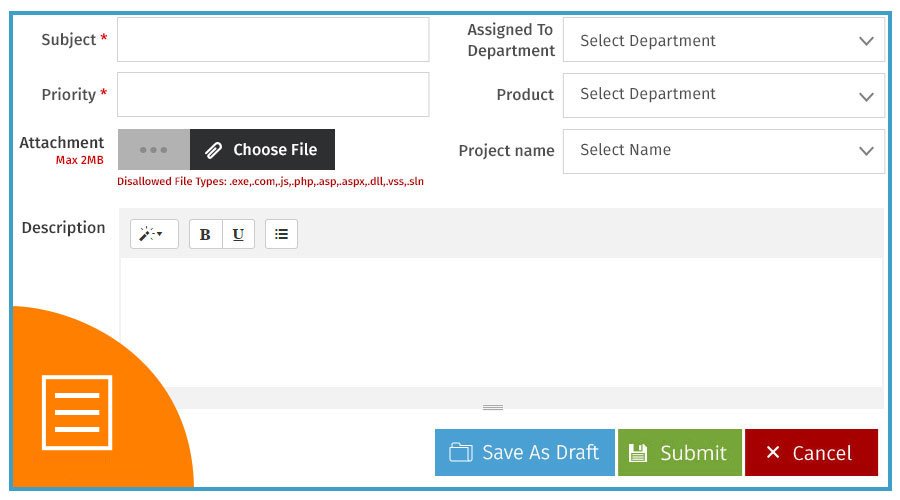 Subject *
Assigned To
Department
Select Department
Priority *
Product
Select Department
Attachment
Max 2MB
Choose File
Disallowed File Types: .exe,.com,.js,.php,.asp,.aspx,.dll,.vss,.sln
Project name
Select Name
Description
B
U
Save As Draft
Submit
Cancel